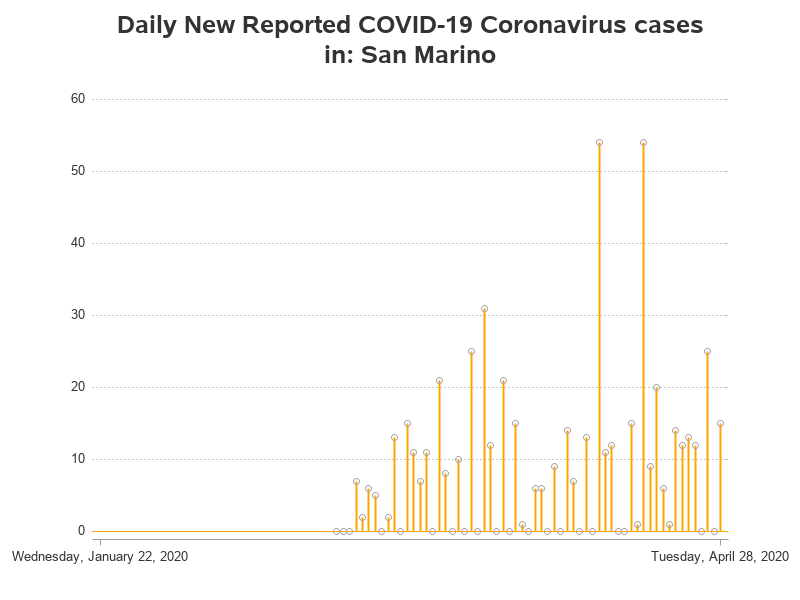 Daily New Reported COVID-19 Coronavirus cases
in: San Marino
60
50
40
30
20
10
0
Wednesday, January 22, 2020
Tuesday, April 28, 2020